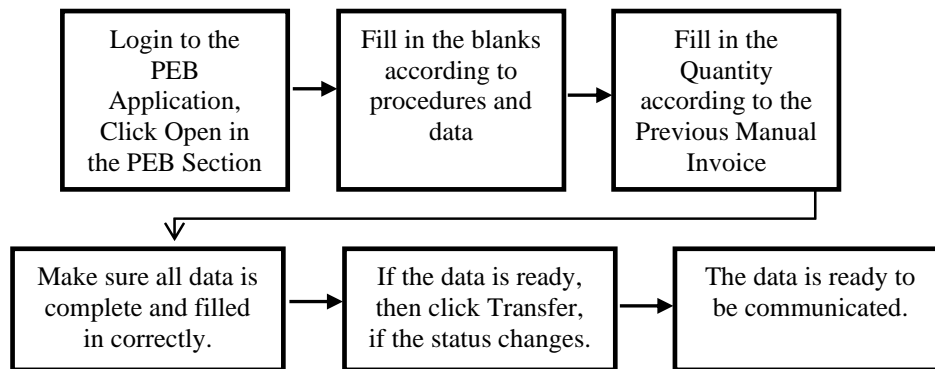 Login to the
PEB
Application,
Click Open in
the PEB Section
Fill in the blanks
according to
procedures and
data
Fill in the
Quantity
according to the
Previous Manual
Invoice
Make sure all data is
complete and filled
in correctly.
If the data is ready,
then click Transfer,
if the status changes.
The data is ready to
be communicated.